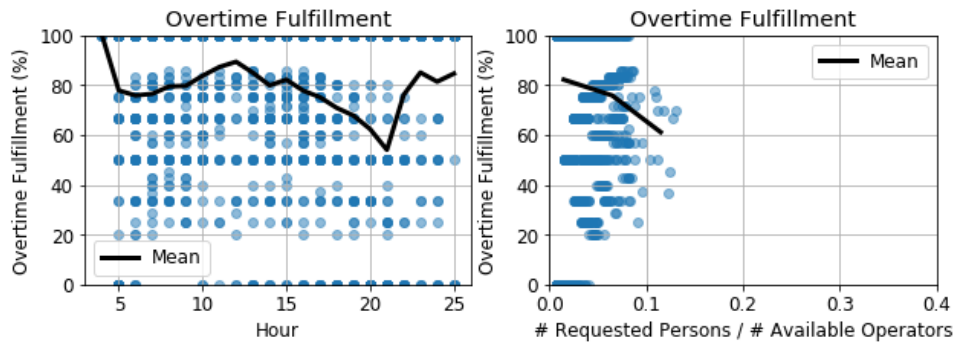 Overtime Fulfillment
Overtime Fulfillment (%)
100
80
60
40
20
0
Mean
5
10
15
20
25
Hour
Overtime Fulfillment
Overtime Fulfillment (%)
100
80
60
40
20
0
Mean
0.0
0.1
0.2
0.3
0.4
# Requested Persons / # Available Operators